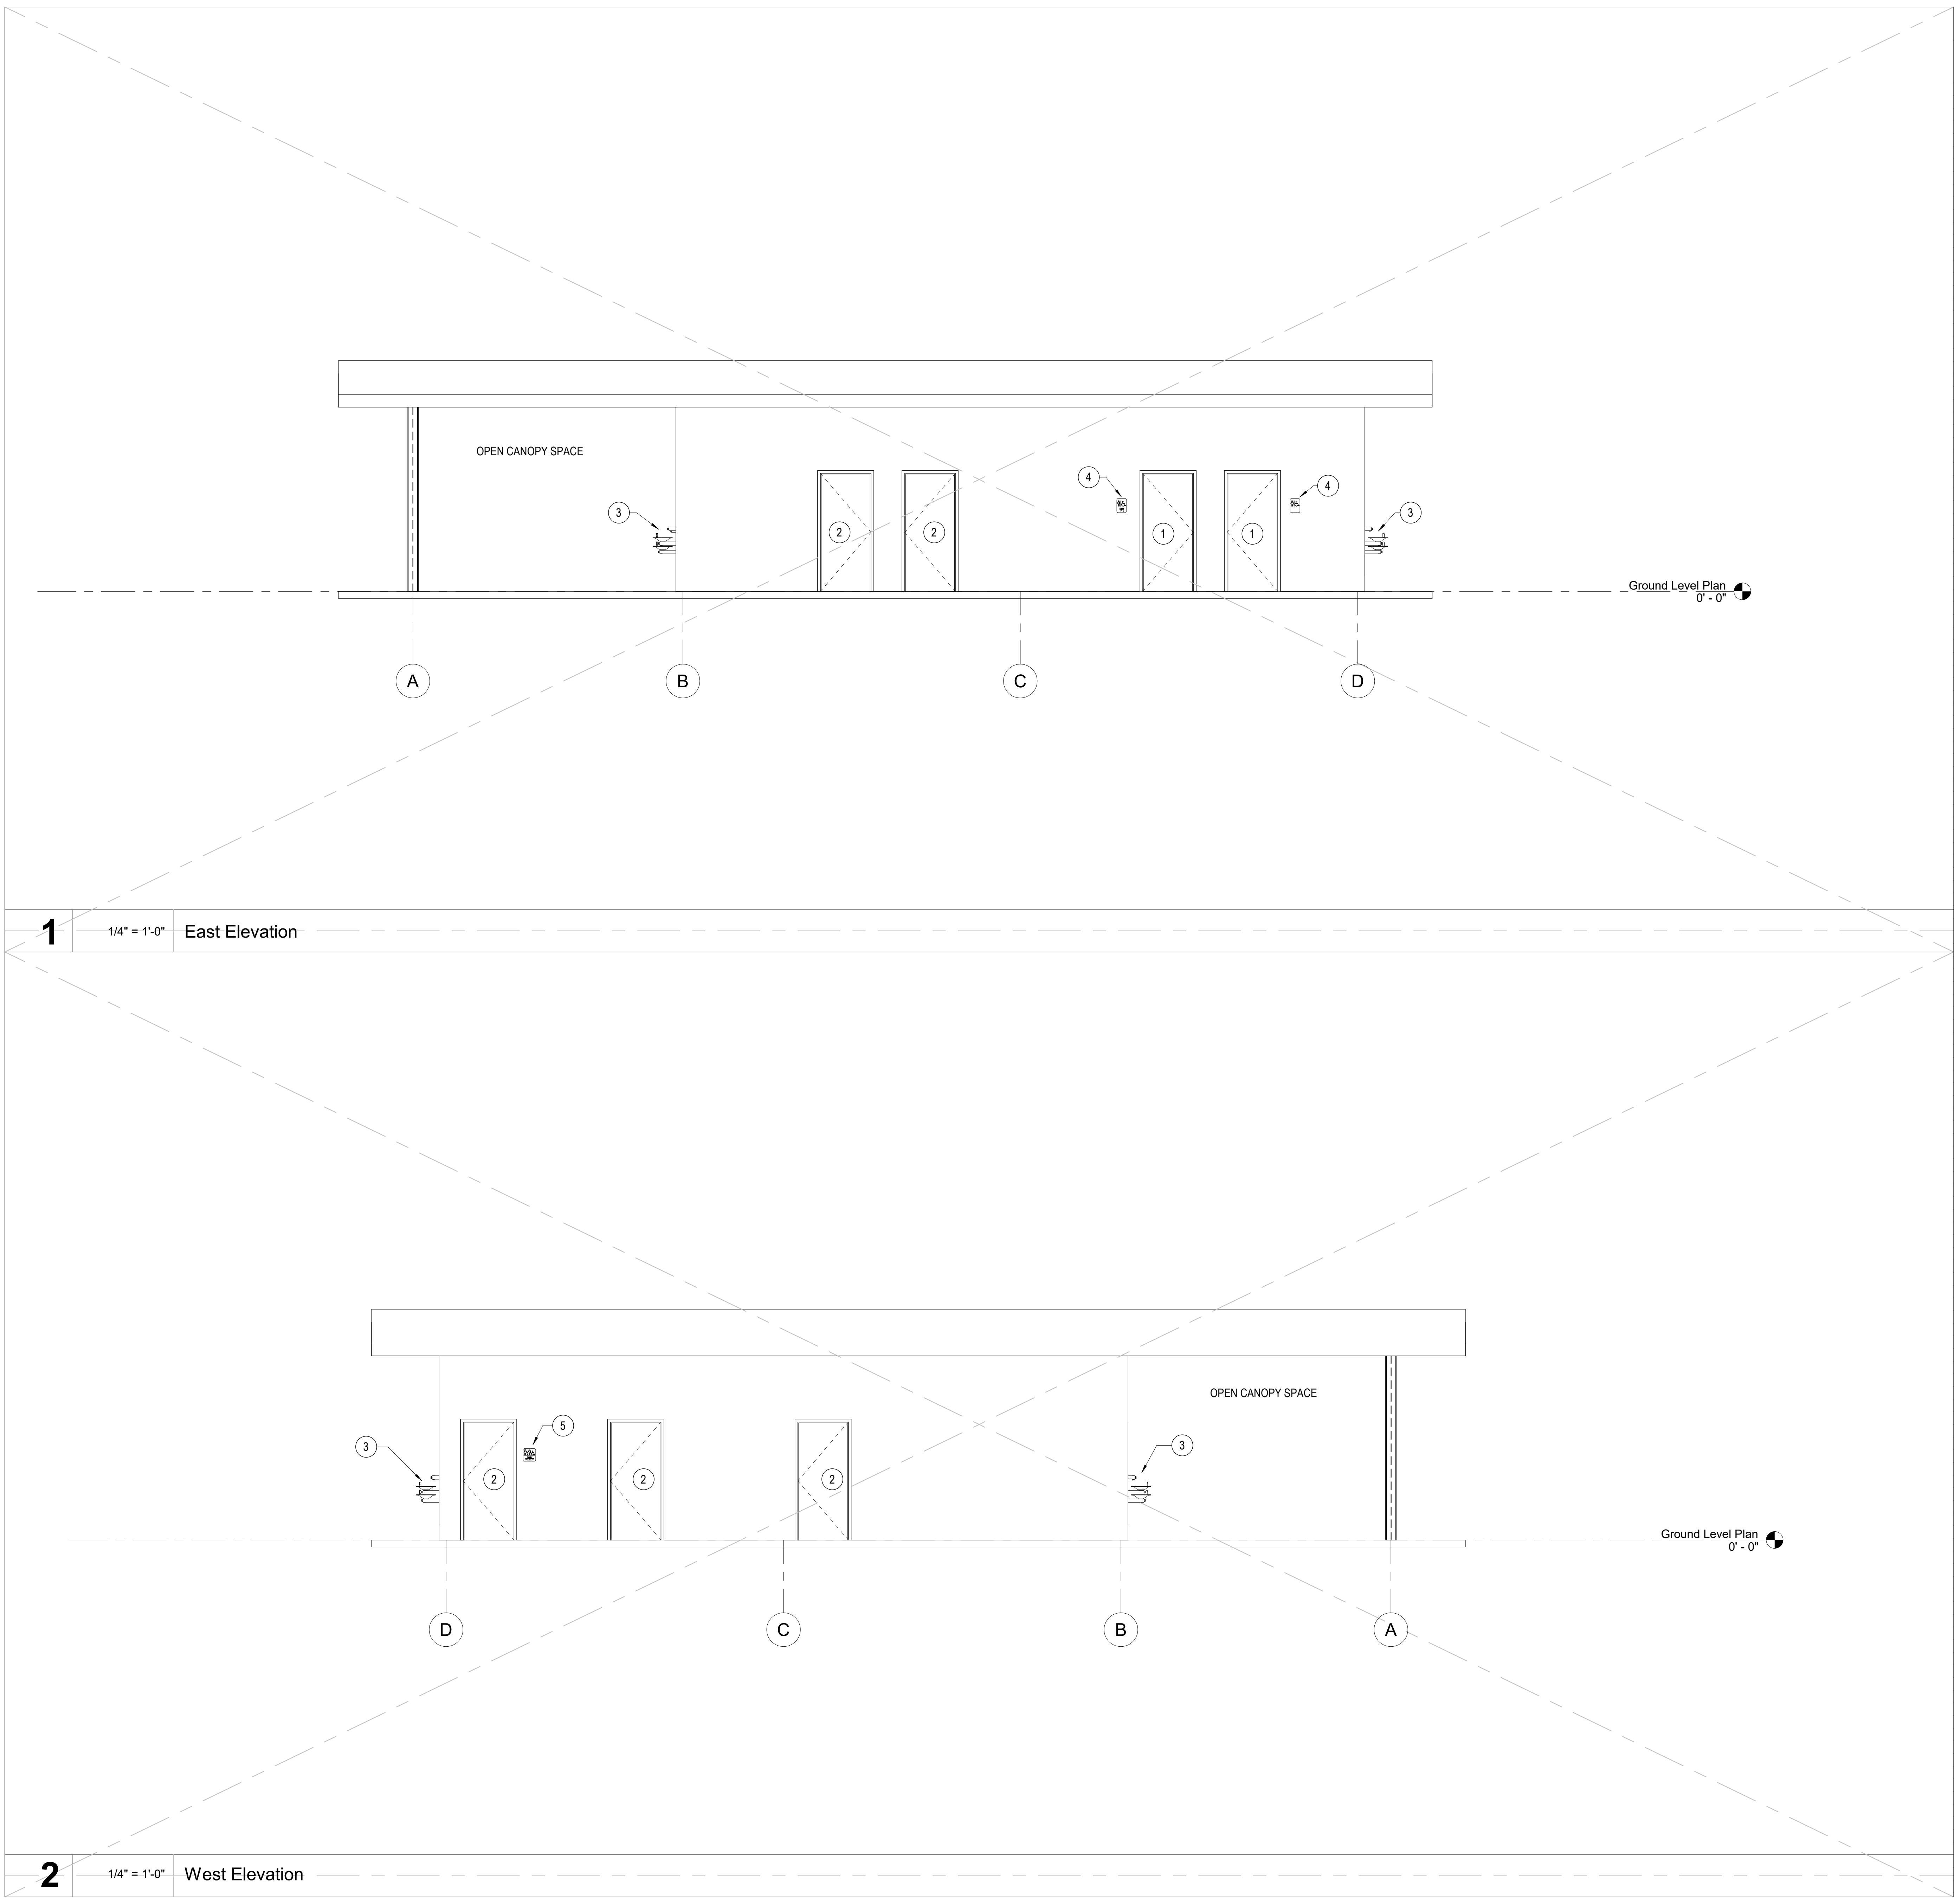 OPEN CANOPY SPACE
4
4
3
3
2
2
1
1
Ground Level Plan
0' - 0"
A
B
C
D
1
1/4" = 1'-0"
East Elevation
OPEN CANOPY SPACE
5
3
3
2
2
2
Ground Level Plan
0' - 0"
D
C
B
A
2
1/4" = 1'-0"
West Elevation